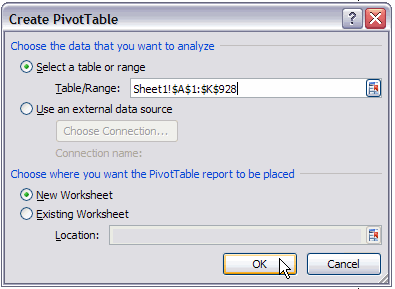 Create PivotTable
Choose the data that you want to analyze
Select a table or range
Table/Range: Sheet1!$A$1:$K$928
Use an external data source
Choose Connection...
Connection name:
Choose where you want the PivotTable report to be placed
New Worksheet
Existing Worksheet
Location:
OK Cancel